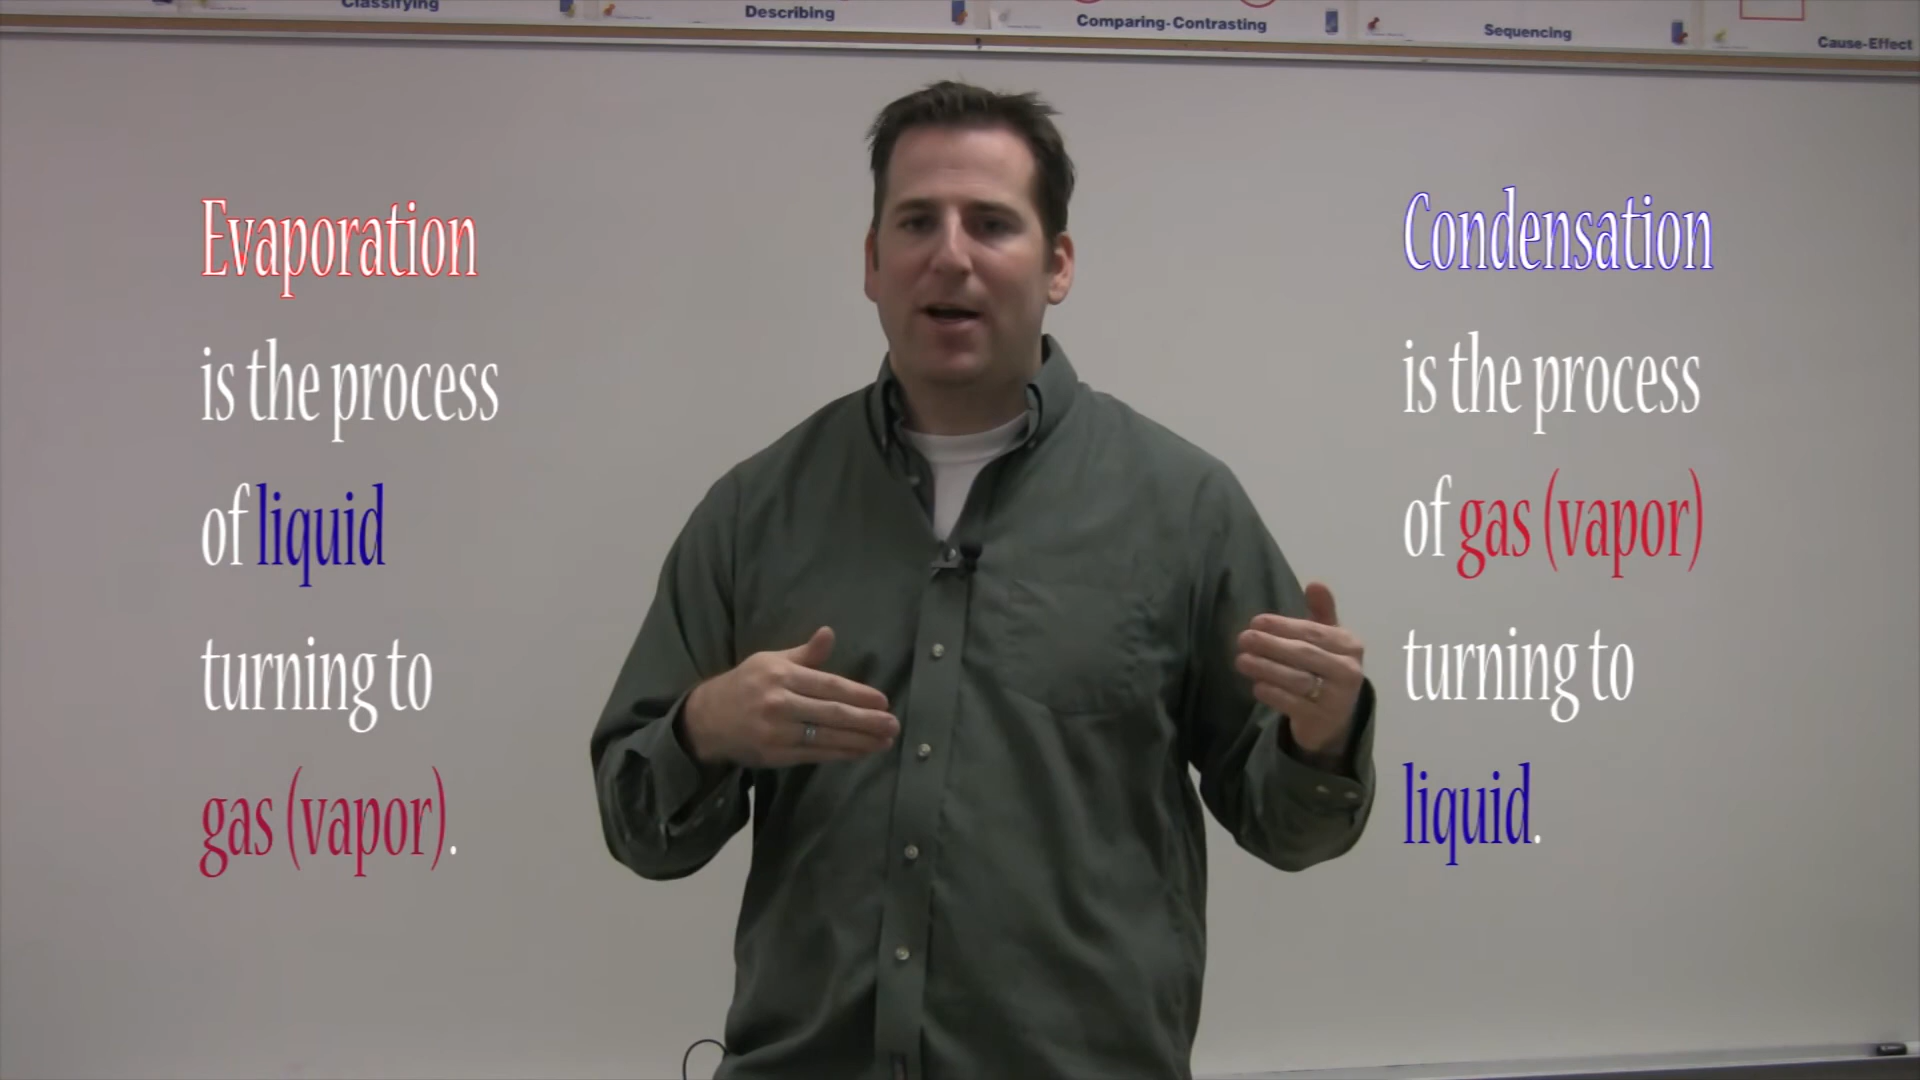 Classifying
Describing
Comparing-Contrasting
Sequencing
Cause-Effect
Evaporation
is the process
of liquid
turning to
gas (vapor).
Condensation
is the process
of gas (vapor)
turning to
liquid.